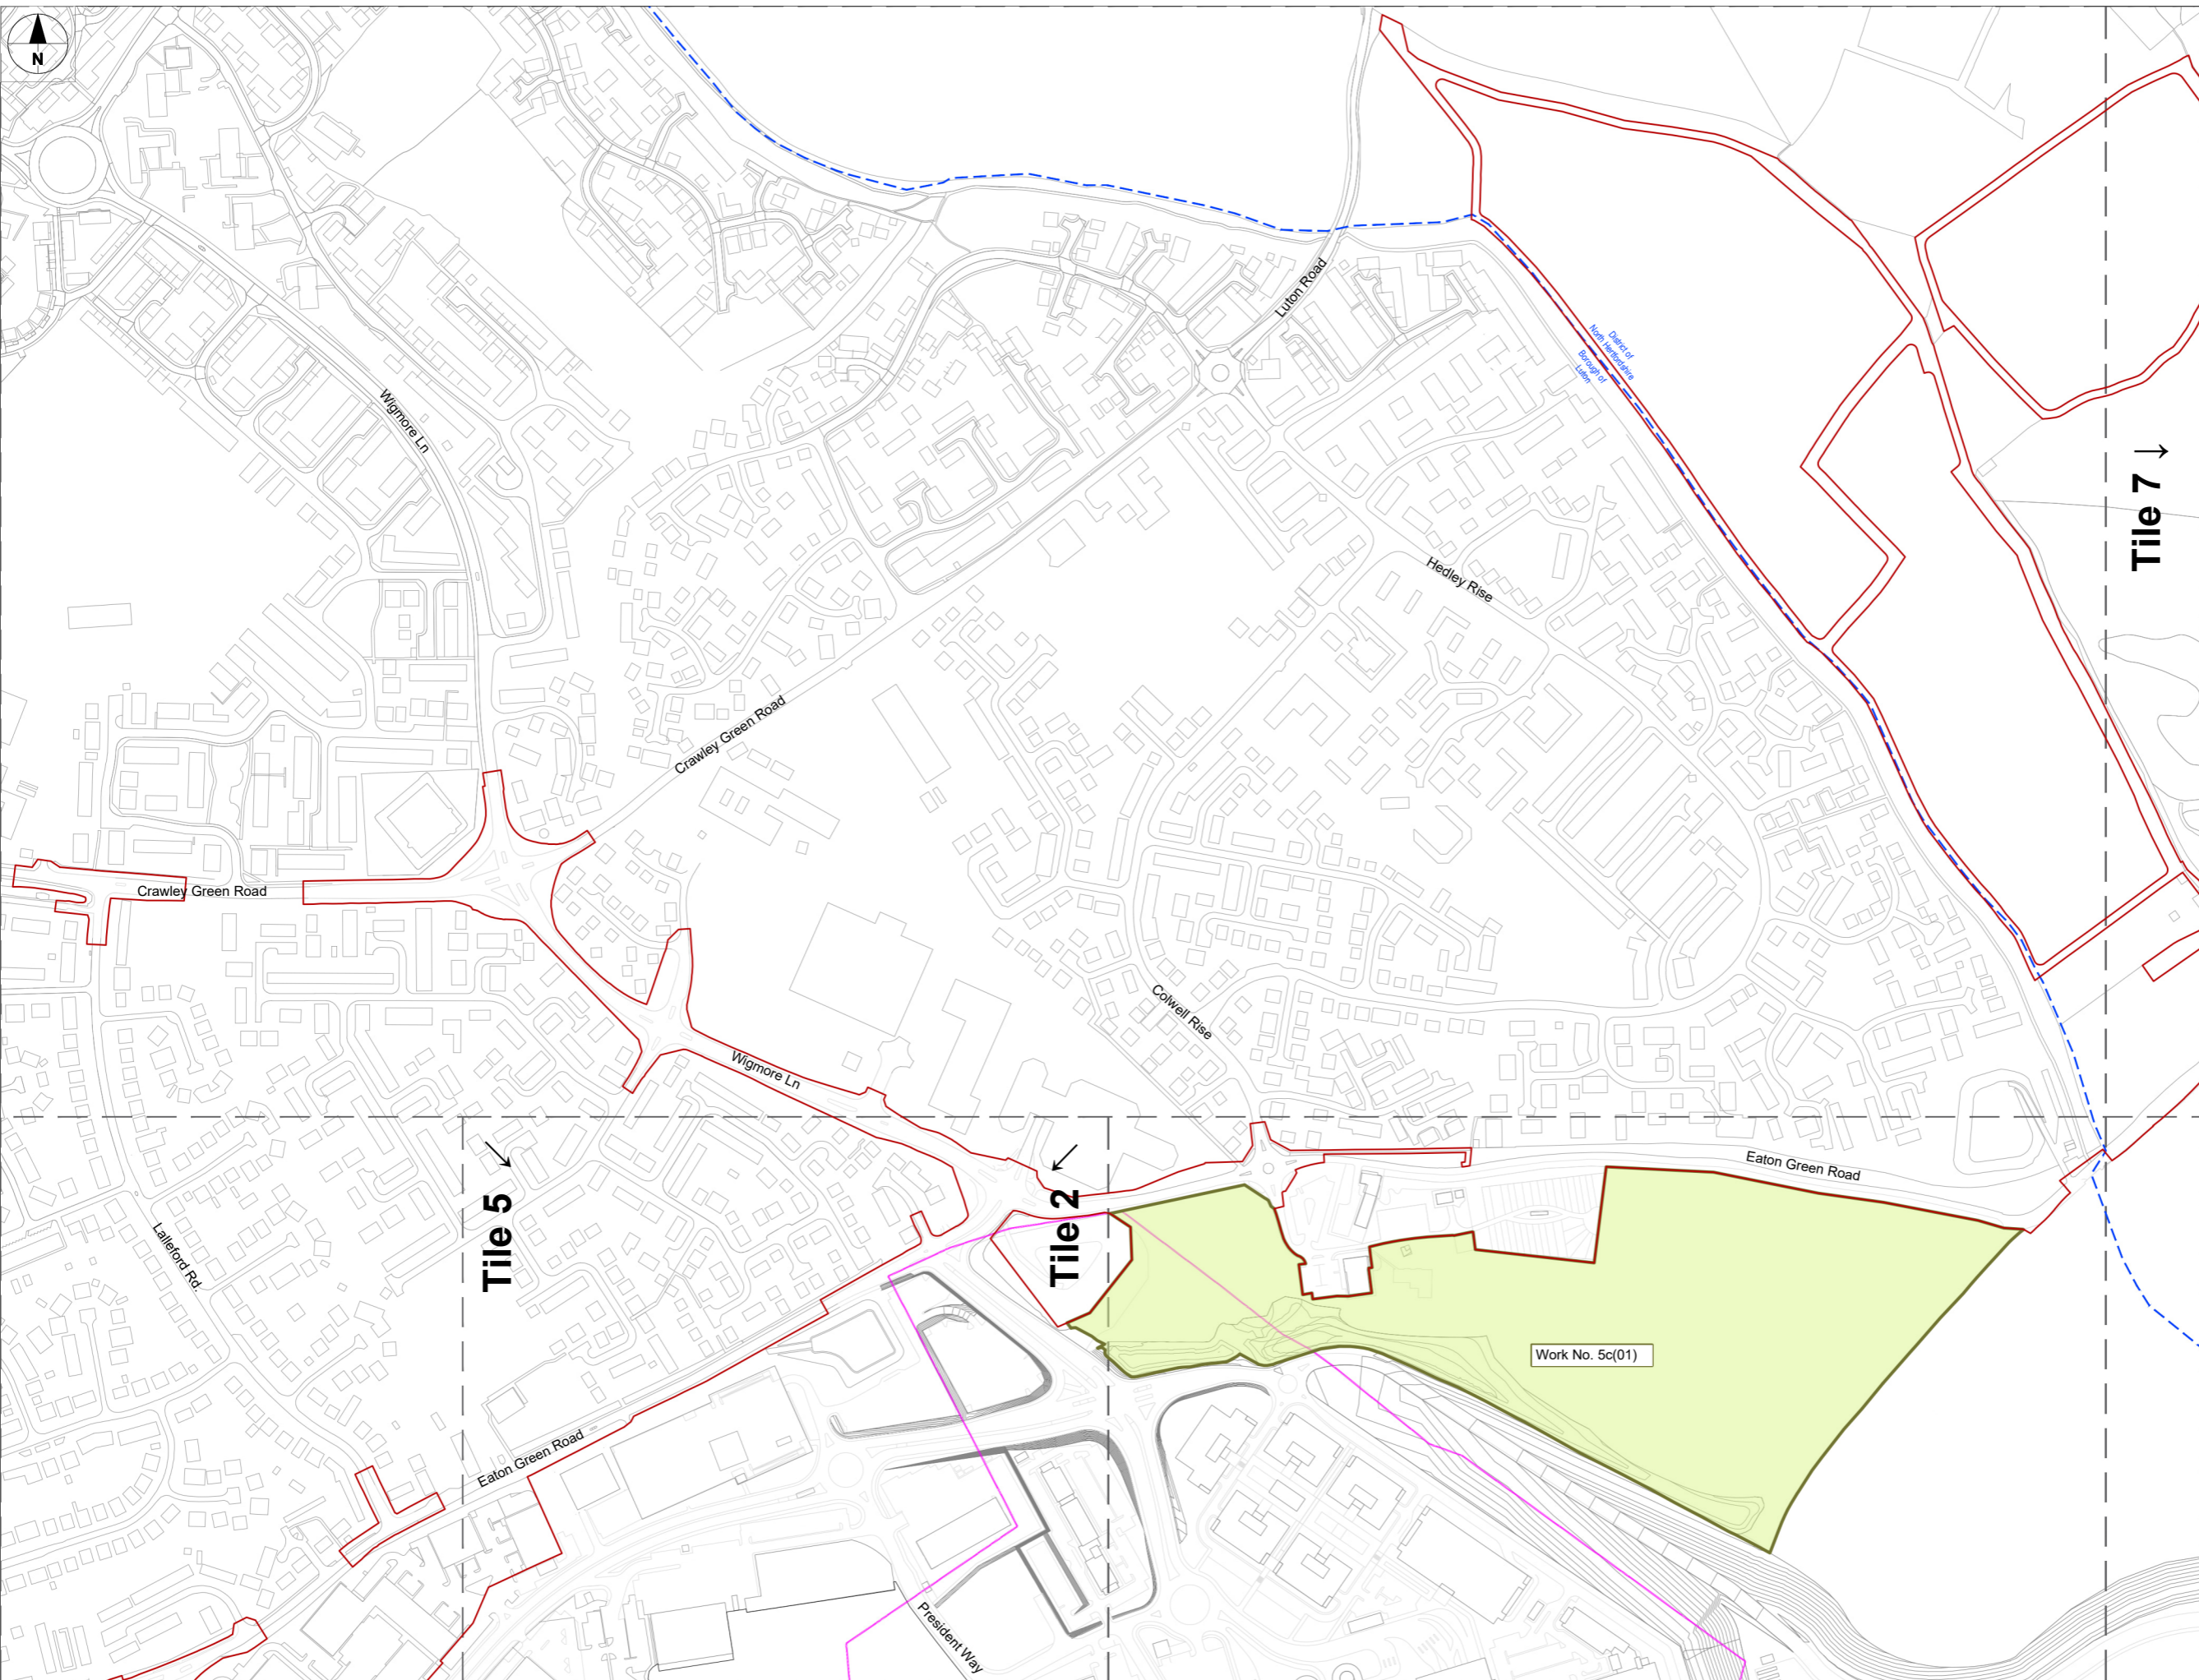 N
Luton Road
District of
North Hertfordshire
Borough of
Luton
Wigmore Ln
Tile 7 →
Hedley Rise
Crawley Green Road
Crawley Green Road
Colwell Rise
Wigmore Ln
Eaton Green Road
Tile 5
Tile 2
Lalleford Rd.
Work No. 5c(01)
Eaton Green Road
President Way